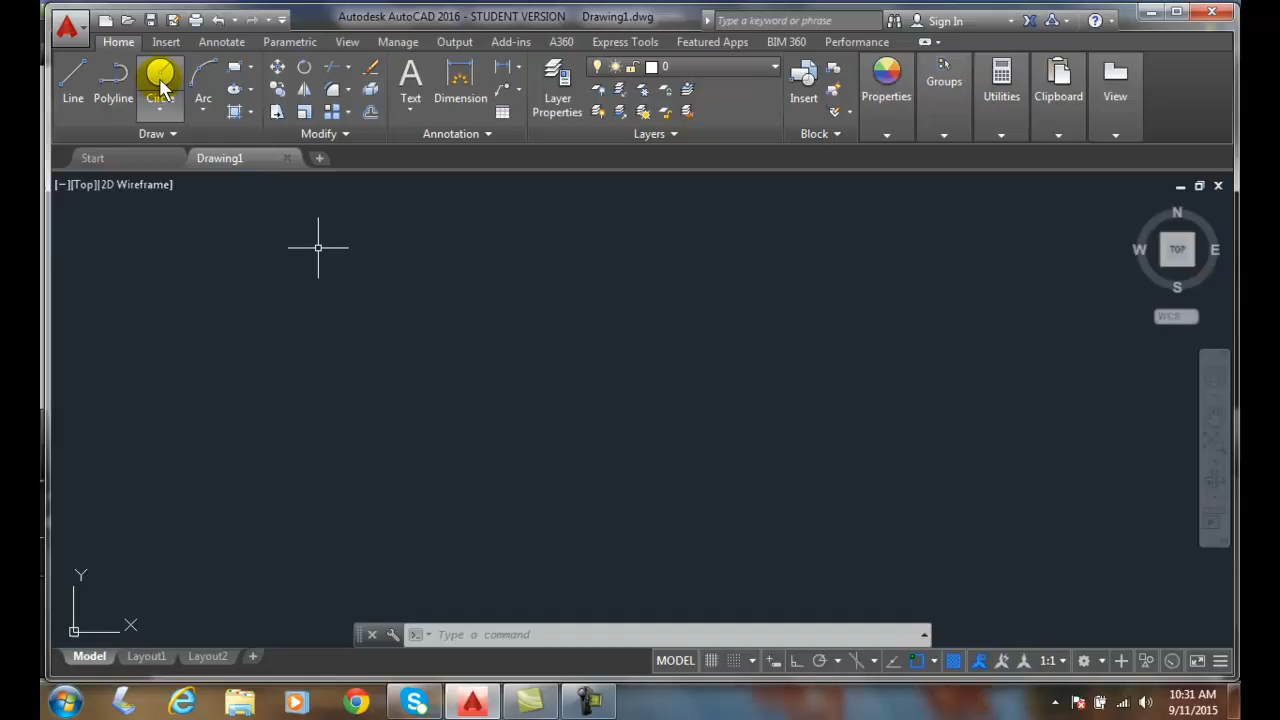 Autodesk AutoCAD 2016 - STUDENT VERSION Drawing1.dwg Type a keyword or phrase Sign In
Home Insert Annotate Parametric View Manage Output Add-ins A360 Express Tools Featured Apps BIM 360 Performance
0
Line Polyline Circle Arc Text Dimension Layer Properties Insert Properties Groups Utilities Clipboard View
Draw Modify Annotation Layers Block
Start Drawing1
[−][Top][2D Wireframe]
N
W TOP E
S
WCS
Y
X
Type a command
Model Layout1 Layout2 MODEL 1:1
10:31 AM
9/11/2015